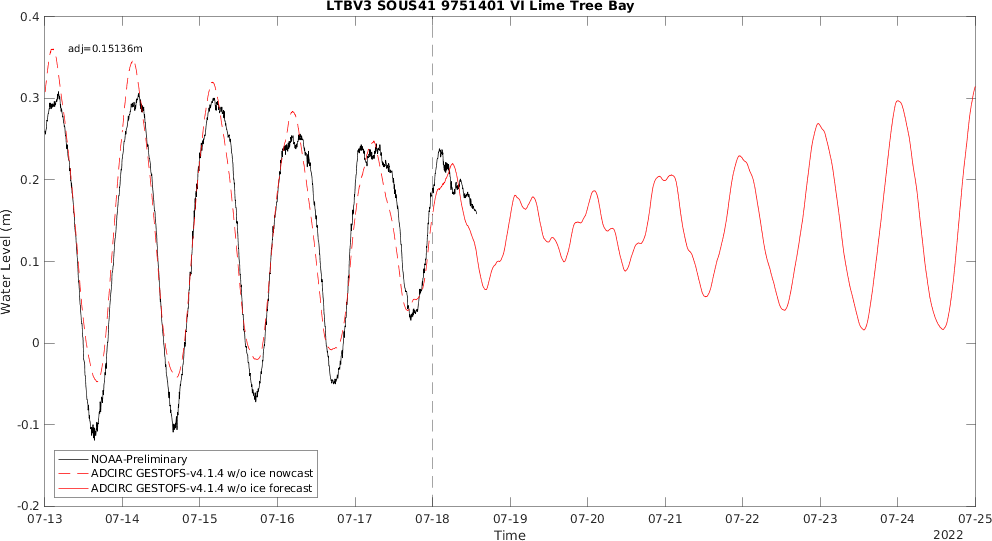 LTBV3 SOUS41 9751401 VI Lime Tree Bay
adj=0.15136m
0.4
0.3
0.2
0.1
0
-0.1
-0.2
Water Level (m)
NOAA-Preliminary
ADCIRC GESTOFS-v4.1.4 w/o ice nowcast
ADCIRC GESTOFS-v4.1.4 w/o ice forecast
07-13 07-14 07-15 07-16 07-17 07-18 07-19 07-20 07-21 07-22 07-23 07-24 07-25
Time
2022